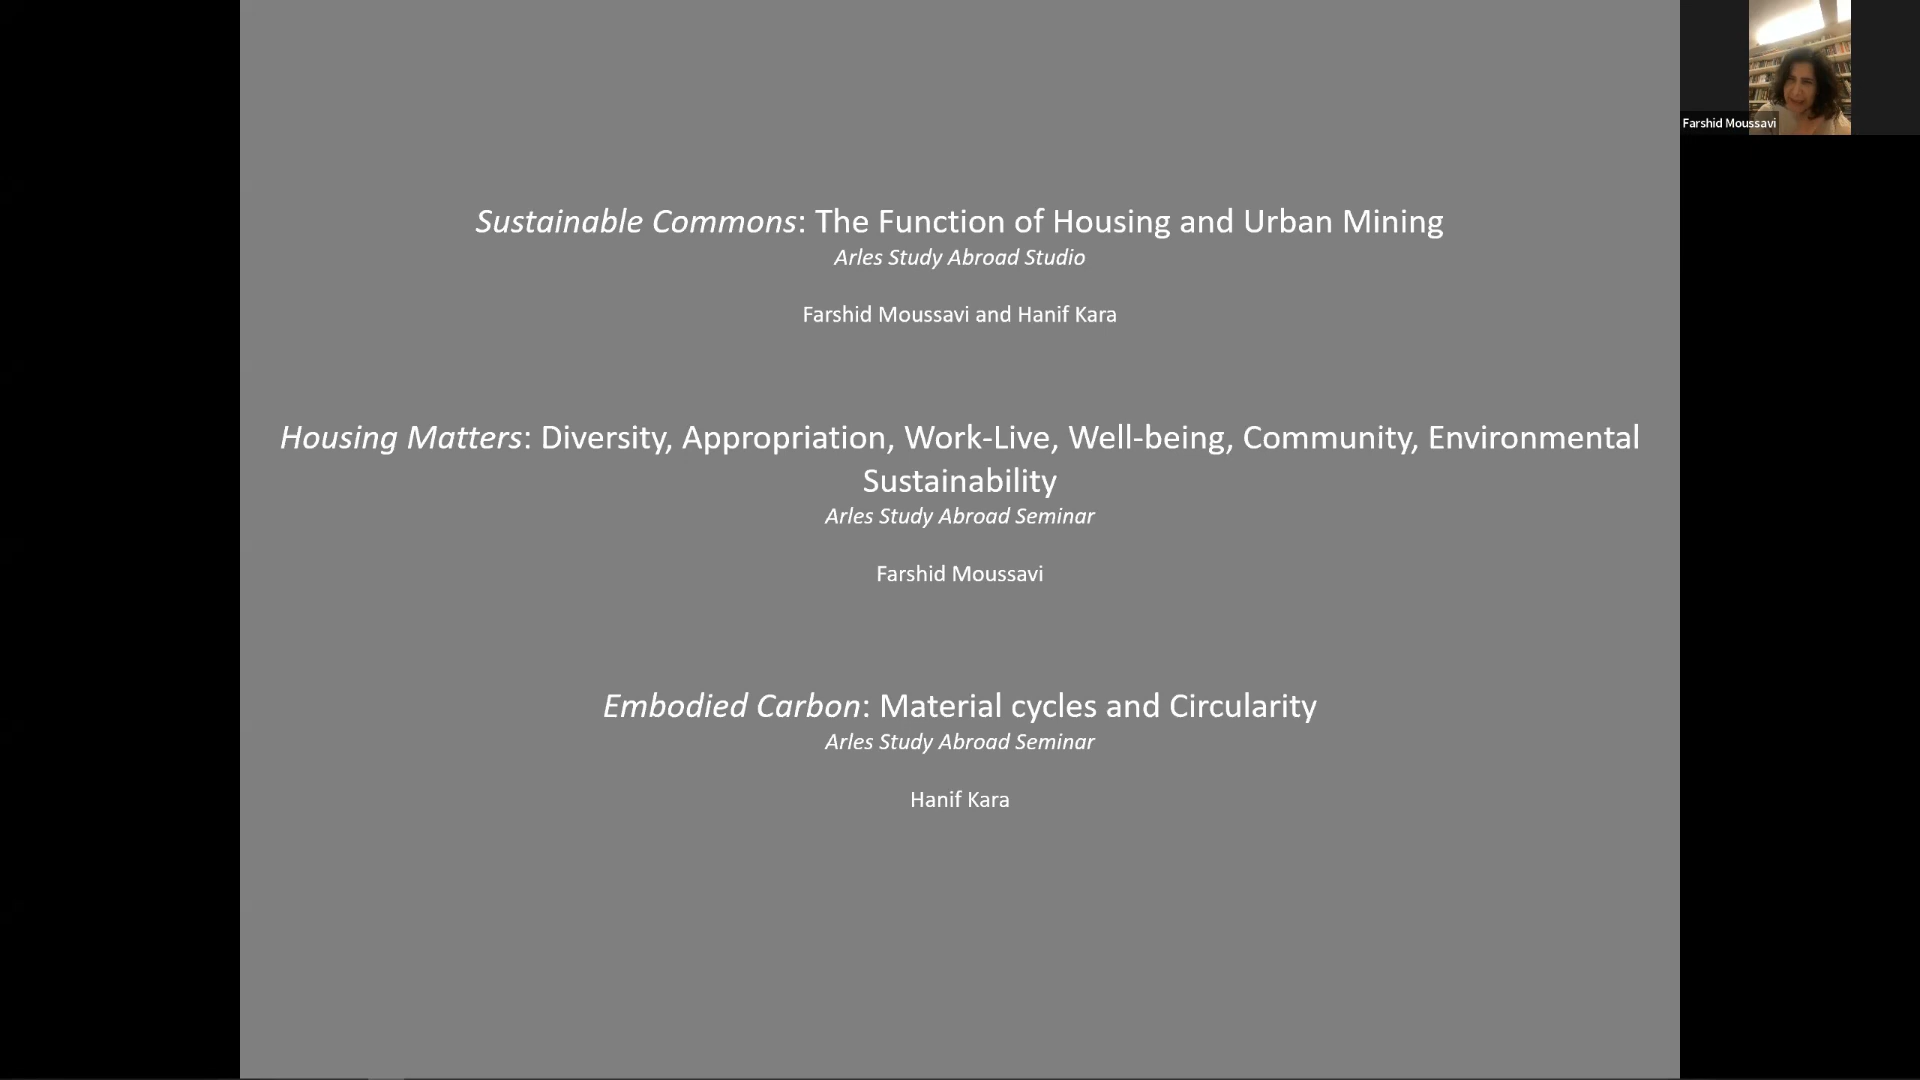 Sustainable Commons: The Function of Housing and Urban Mining
Arles Study Abroad Studio
Farshid Moussavi and Hanif Kara
Housing Matters: Diversity, Appropriation, Work-Live, Well-being, Community, Environmental
Sustainability
Arles Study Abroad Seminar
Farshid Moussavi
Embodied Carbon: Material cycles and Circularity
Arles Study Abroad Seminar
Hanif Kara
Farshid Moussavi